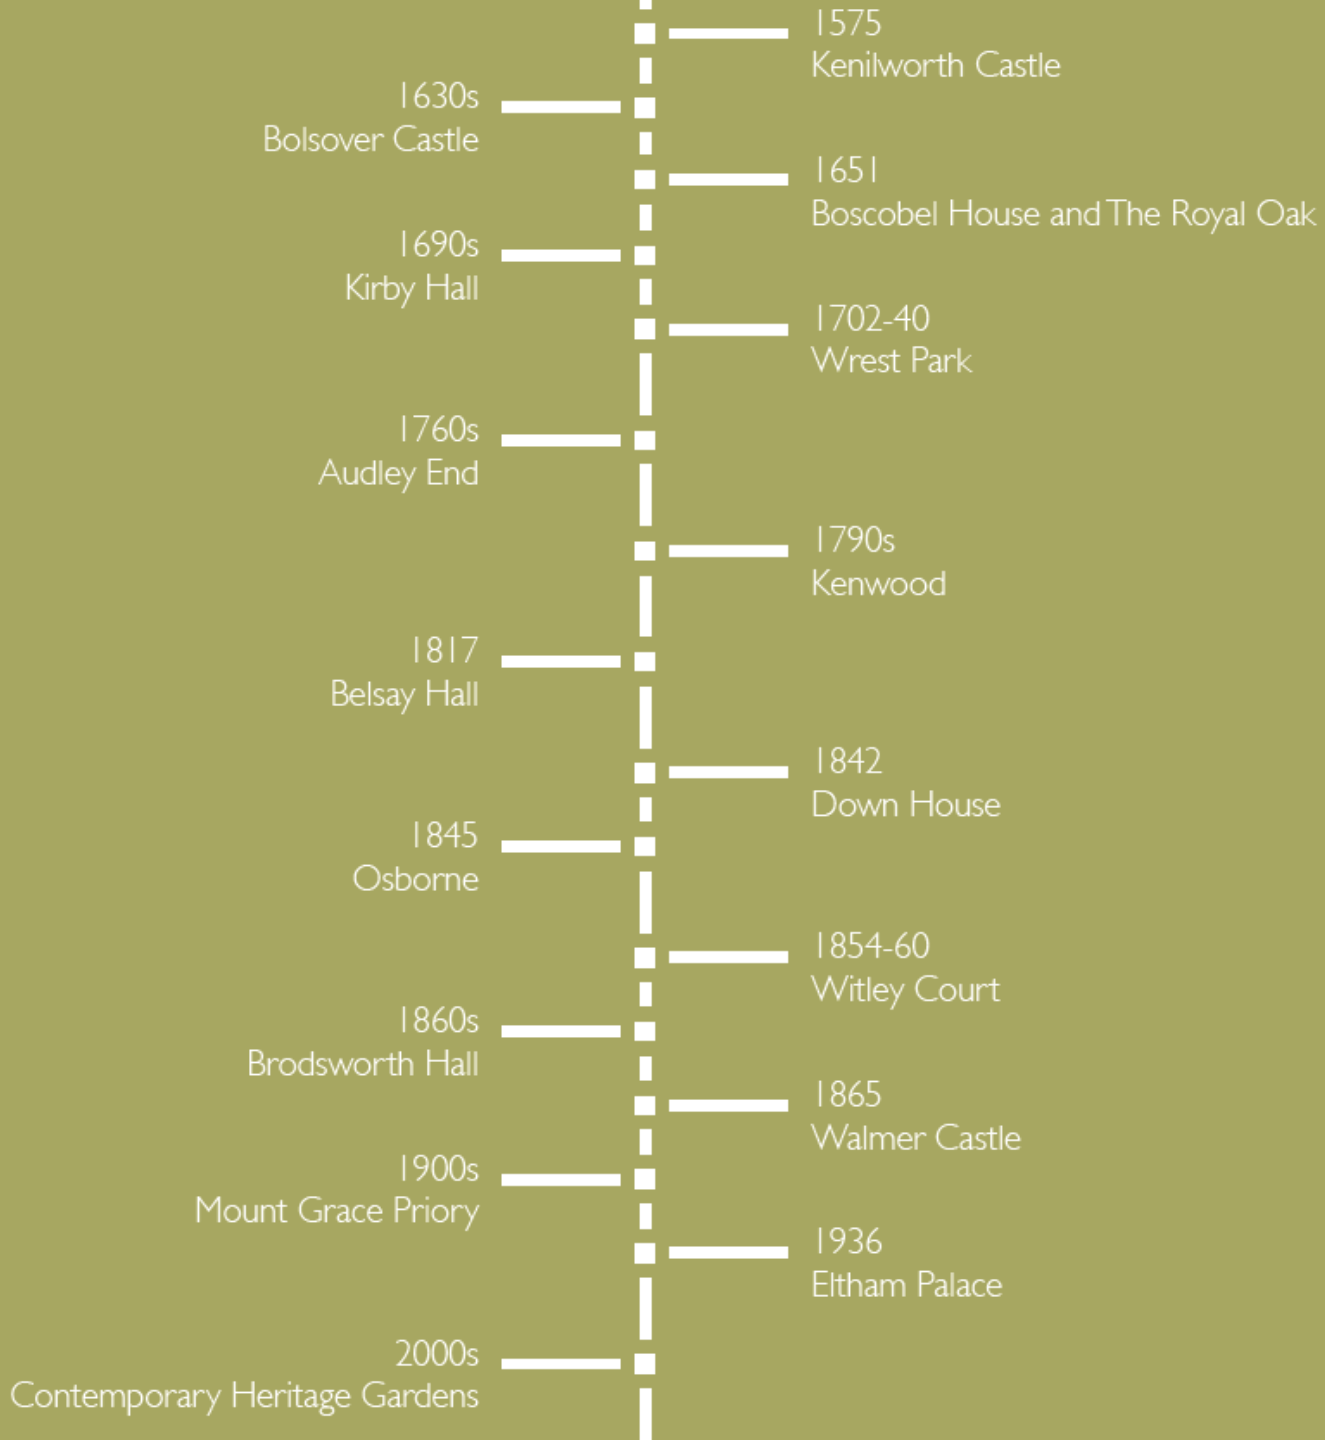 1575
Kenilworth Castle
1630s
Bolsover Castle
1651
Boscobel House and The Royal Oak
1690s
Kirby Hall
1702-40
Wrest Park
1760s
Audley End
1790s
Kenwood
1817
Belsay Hall
1842
Down House
1845
Osborne
1854-60
Witley Court
1860s
Brodsworth Hall
1865
Walmer Castle
1900s
Mount Grace Priory
1936
Eltham Palace
2000s
Contemporary Heritage Gardens